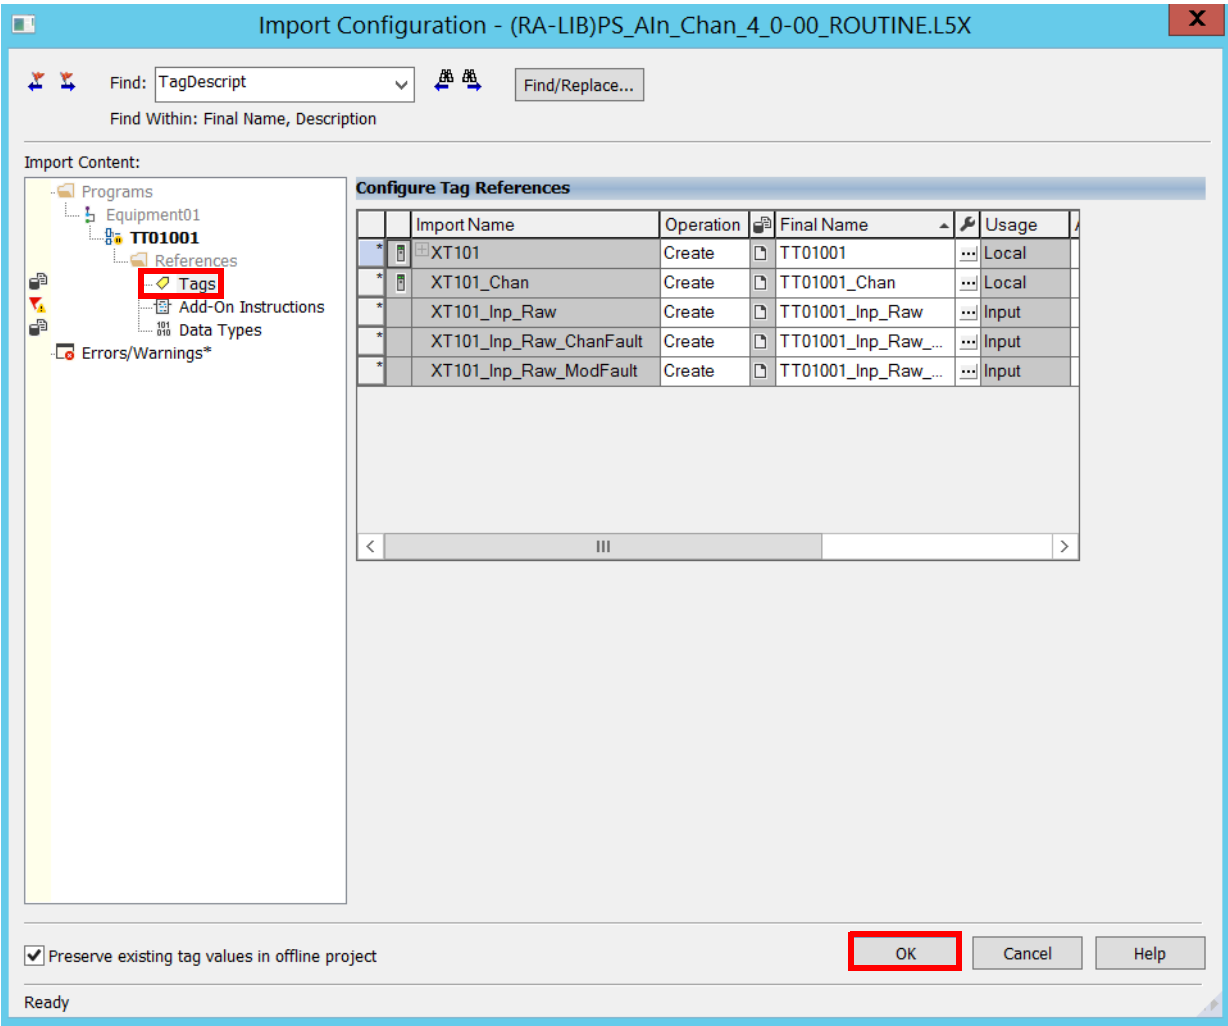 Import Configuration - (RA-LIB)PS_AIn_Chan_4_0-00_ROUTINE.L5X
X
Find: TagDescript
Find/Replace...
Find Within: Final Name, Description
Import Content:
Programs
Equipment01
TT01001
References
Tags
Add-On Instructions
Data Types
Errors/Warnings*
Configure Tag References
Import Name Operation Final Name Usage A
* XT101 Create TT01001 ... Local
* XT101_Chan Create TT01001_Chan ... Local
* XT101_Inp_Raw Create TT01001_Inp_Raw ... Input
* XT101_Inp_Raw_ChanFault Create TT01001_Inp_Raw_... ... Input
* XT101_Inp_Raw_ModFault Create TT01001_Inp_Raw_... ... Input
Preserve existing tag values in offline project
OK Cancel Help
Ready